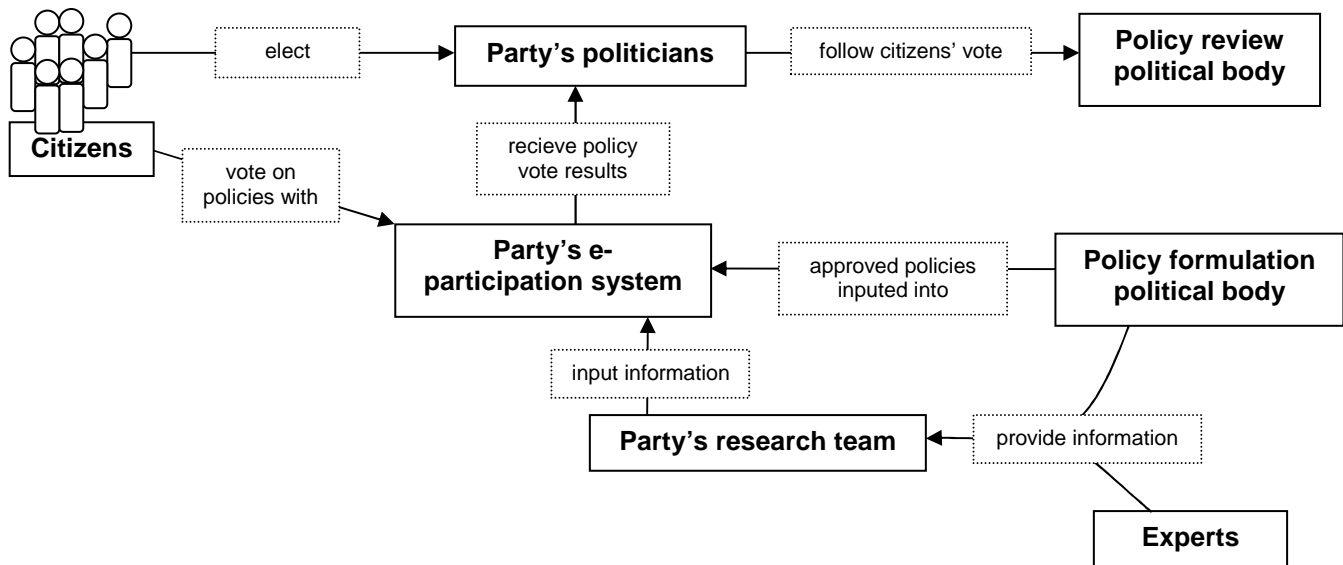 elect
Party’s politicians
follow citizens’ vote
Policy review
political body
Citizens
vote on
policies with
recieve policy
vote results
Party’s e-
participation system
approved policies
inputed into
Policy formulation
political body
input information
Party’s research team
provide information
Experts